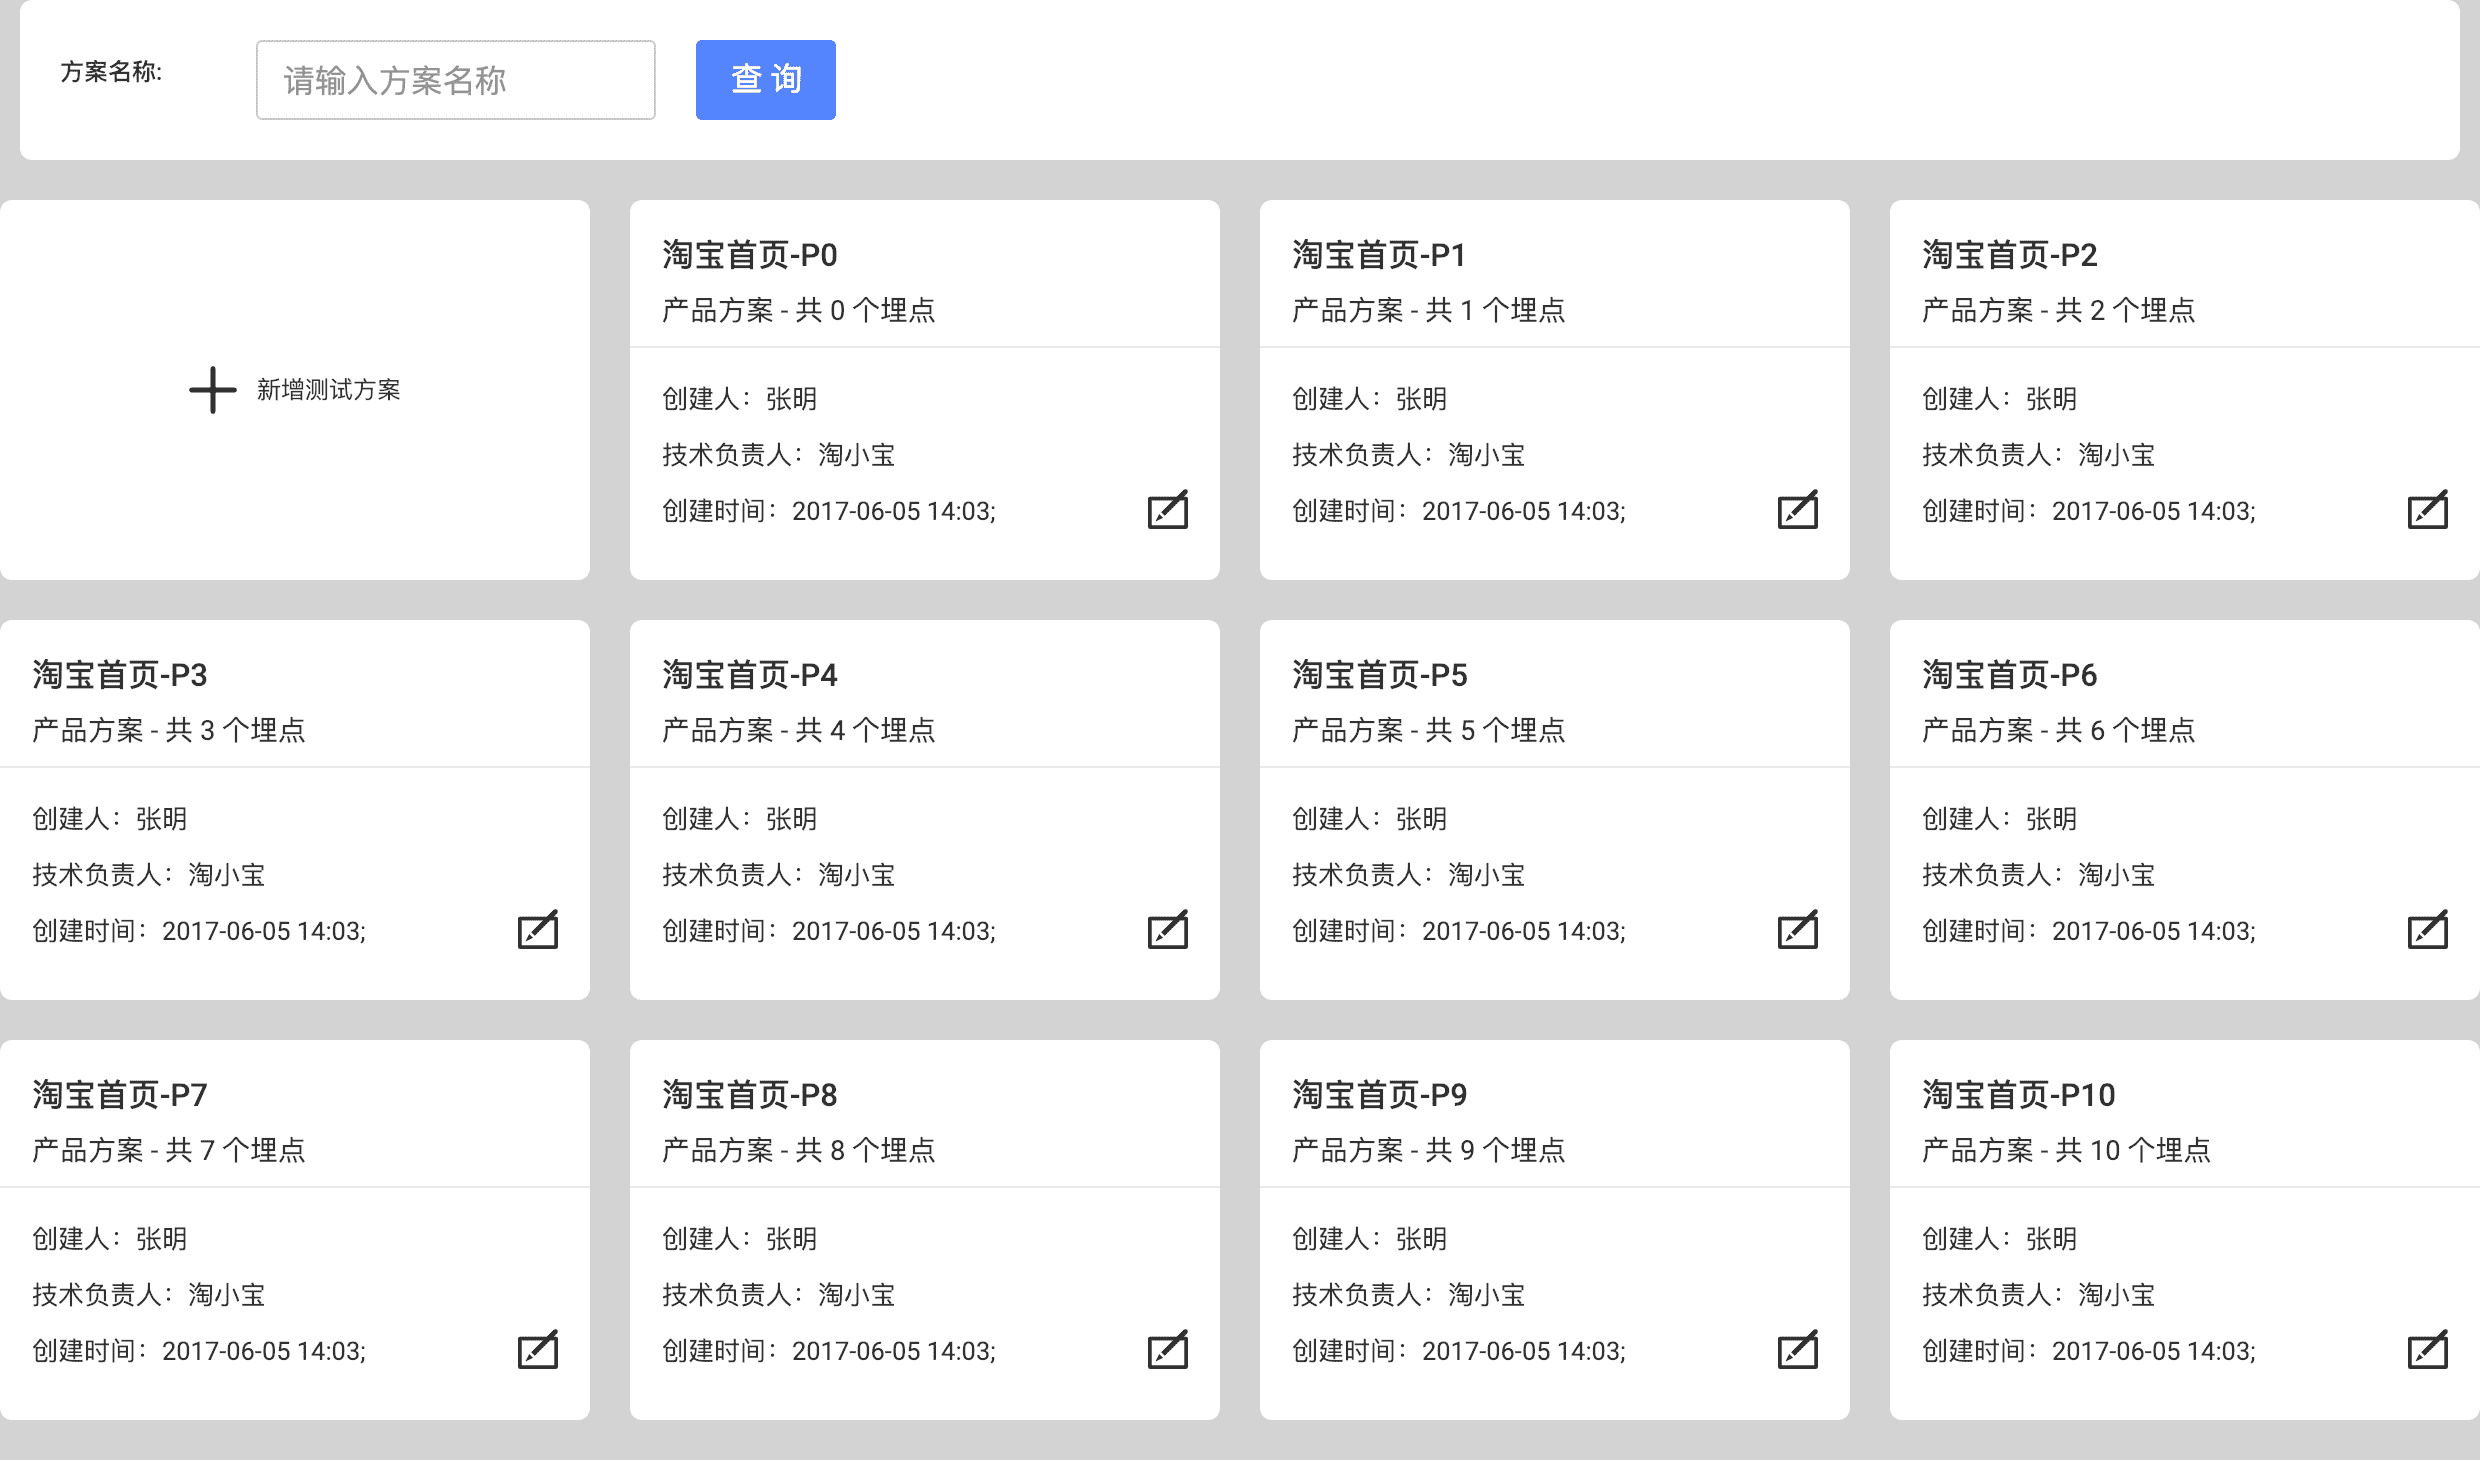 方案名称:
请输入方案名称
查 询
新增测试方案
淘宝首页-P0
产品方案 - 共 0 个埋点
创建人：张明
技术负责人：淘小宝
创建时间：2017-06-05 14:03;
淘宝首页-P1
产品方案 - 共 1 个埋点
创建人：张明
技术负责人：淘小宝
创建时间：2017-06-05 14:03;
淘宝首页-P2
产品方案 - 共 2 个埋点
创建人：张明
技术负责人：淘小宝
创建时间：2017-06-05 14:03;
淘宝首页-P3
产品方案 - 共 3 个埋点
创建人：张明
技术负责人：淘小宝
创建时间：2017-06-05 14:03;
淘宝首页-P4
产品方案 - 共 4 个埋点
创建人：张明
技术负责人：淘小宝
创建时间：2017-06-05 14:03;
淘宝首页-P5
产品方案 - 共 5 个埋点
创建人：张明
技术负责人：淘小宝
创建时间：2017-06-05 14:03;
淘宝首页-P6
产品方案 - 共 6 个埋点
创建人：张明
技术负责人：淘小宝
创建时间：2017-06-05 14:03;
淘宝首页-P7
产品方案 - 共 7 个埋点
创建人：张明
技术负责人：淘小宝
创建时间：2017-06-05 14:03;
淘宝首页-P8
产品方案 - 共 8 个埋点
创建人：张明
技术负责人：淘小宝
创建时间：2017-06-05 14:03;
淘宝首页-P9
产品方案 - 共 9 个埋点
创建人：张明
技术负责人：淘小宝
创建时间：2017-06-05 14:03;
淘宝首页-P10
产品方案 - 共 10 个埋点
创建人：张明
技术负责人：淘小宝
创建时间：2017-06-05 14:03;